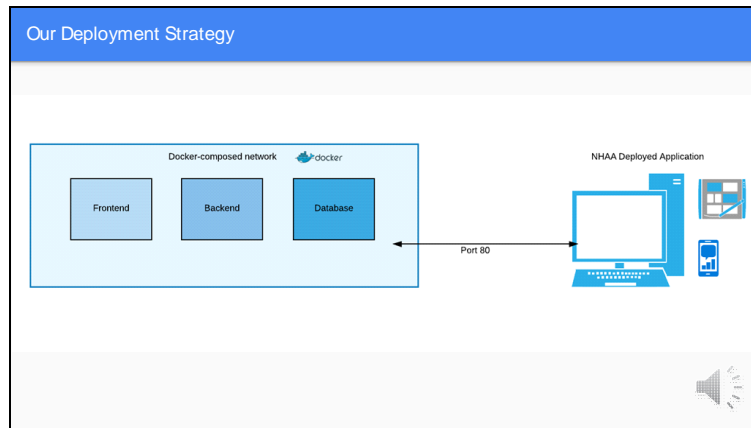 Our Deployment Strategy
Docker-composed network docker
NHAA Deployed Application
Frontend
Backend
Database
Port 80